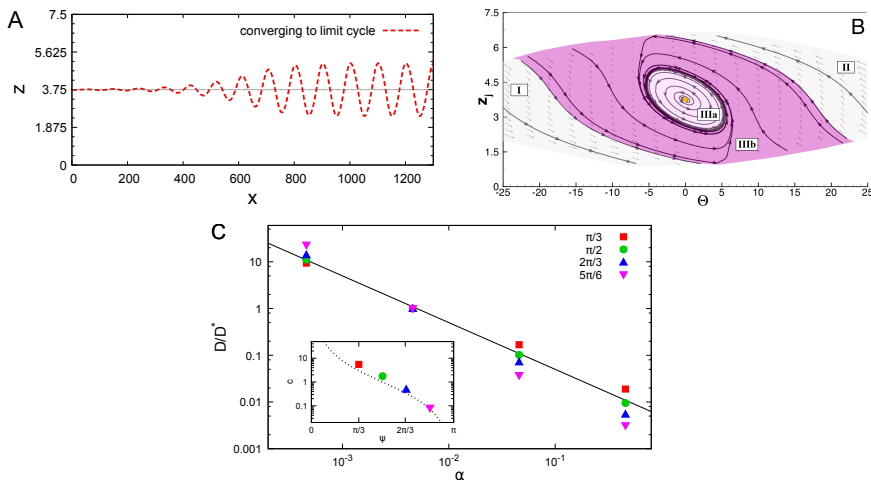 A
7.5
5.625
3.75
1.875
0
z
converging to limit cycle
0 200 400 600 800 1000 1200
x
B
7.5
6
4.5
3
1.5
0
z_j
I
II
IIIa
IIIb
-25 -20 -15 -10 -5 0 5 10 15 20 25
Θ
C
10
1
0.1
0.01
0.001
D/D*
π/3
π/2
2π/3
5π/6
10
1
0.1
c
0 π/3 2π/3 π
ψ
10⁻³ 10⁻² 10⁻¹
α